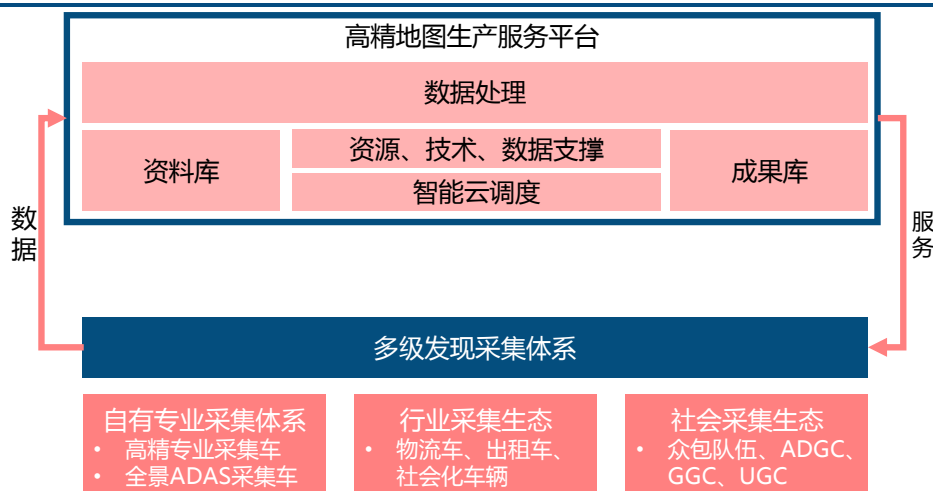 高精地图生产服务平台
数据处理
资料库
资源、技术、数据支撑
智能云调度
成果库
数
据
服
务
多级发现采集体系
自有专业采集体系
• 高精专业采集车
• 全景ADAS采集车
行业采集生态
• 物流车、出租车、
社会化车辆
社会采集生态
• 众包队伍、ADGC、
GGC、UGC